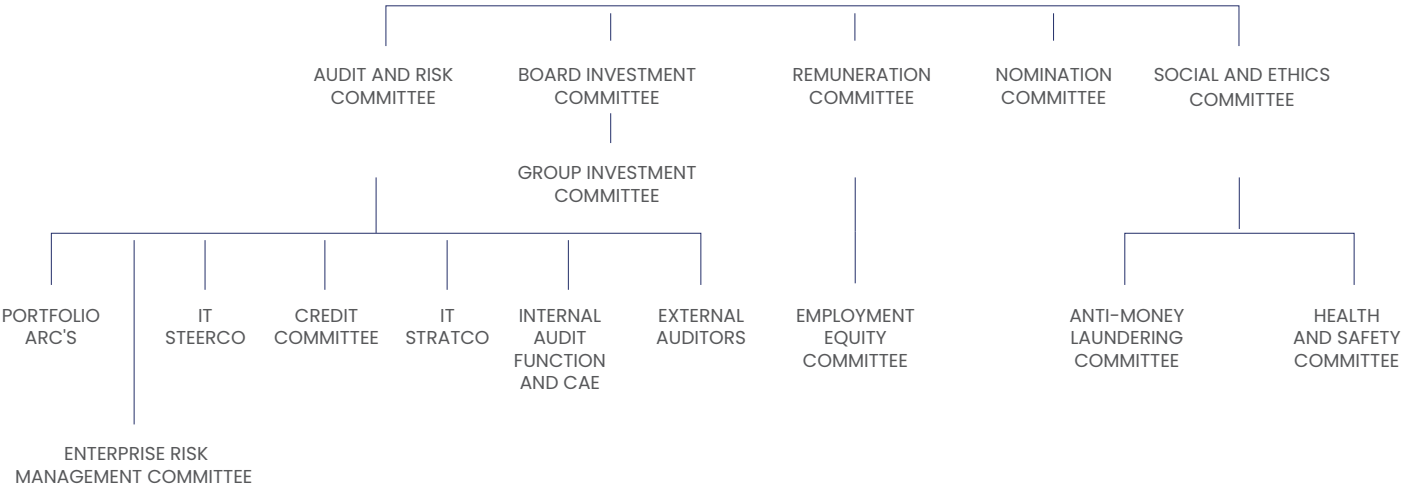 AUDIT AND RISK
COMMITTEE
BOARD INVESTMENT
COMMITTEE
REMUNERATION
COMMITTEE
NOMINATION
COMMITTEE
SOCIAL AND ETHICS
COMMITTEE
GROUP INVESTMENT
COMMITTEE
PORTFOLIO
ARC'S
IT
STEERCO
CREDIT
COMMITTEE
IT
STRATCO
INTERNAL
AUDIT
FUNCTION
AND CAE
EXTERNAL
AUDITORS
EMPLOYMENT
EQUITY
COMMITTEE
ANTI-MONEY
LAUNDERING
COMMITTEE
HEALTH
AND SAFETY
COMMITTEE
ENTERPRISE RISK
MANAGEMENT COMMITTEE